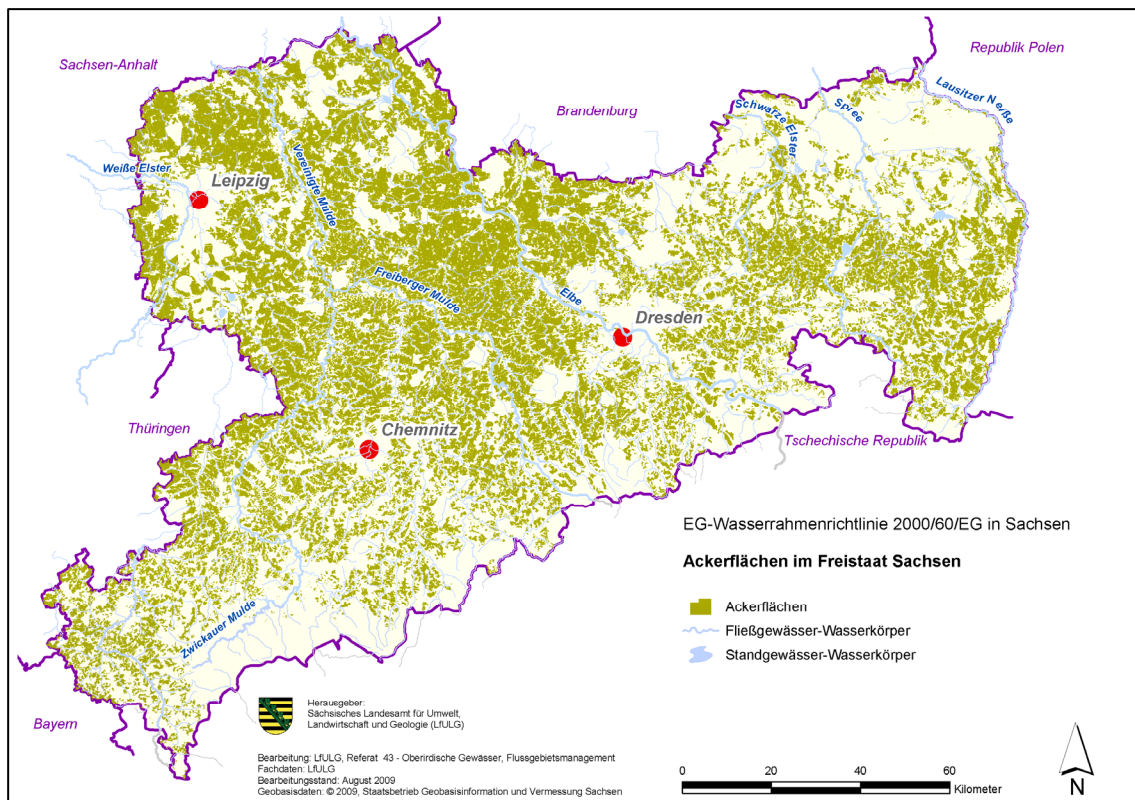 Sachsen-Anhalt
Republik Polen
Brandenburg
Lausitzer Neiße
Schwarze Elster
Spree
Vereinigte Mulde
Weiße Elster
Leipzig
Freiberger Mulde
Elbe
Dresden
Thüringen
Chemnitz
Tschechische Republik
Zwickauer Mulde
Bayern
EG-Wasserrahmenrichtlinie 2000/60/EG in Sachsen
Ackerflächen im Freistaat Sachsen
Ackerflächen
Fließgewässer-Wasserkörper
Standgewässer-Wasserkörper
Herausgeber:
Sächsisches Landesamt für Umwelt,
Landwirtschaft und Geologie (LfULG)
Bearbeitung: LfULG, Referat 43 - Oberirdische Gewässer, Flussgebietsmanagement
Fachdaten: LfULG
Bearbeitungsstand: August 2009
Geobasisdaten: © 2009, Staatsbetrieb Geobasisinformation und Vermessung Sachsen
0 20 40 60
Kilometer
N